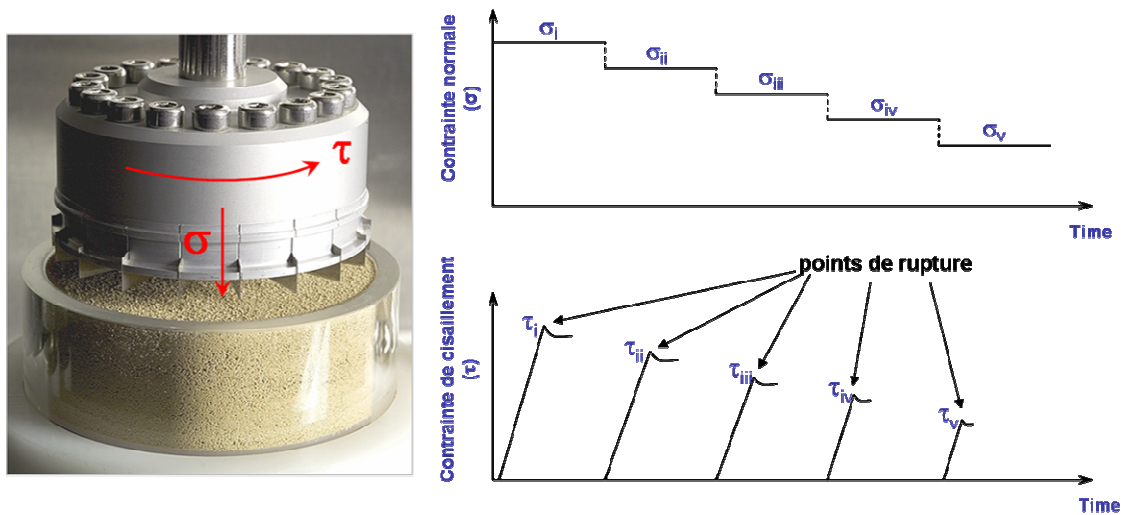 τ
σ
Contrainte normale
(σ)
σi
σii
σiii
σiv
σv
Time
points de rupture
Contrainte de cisaillement
(τ)
τi
τii
τiii
τiv
τv
Time